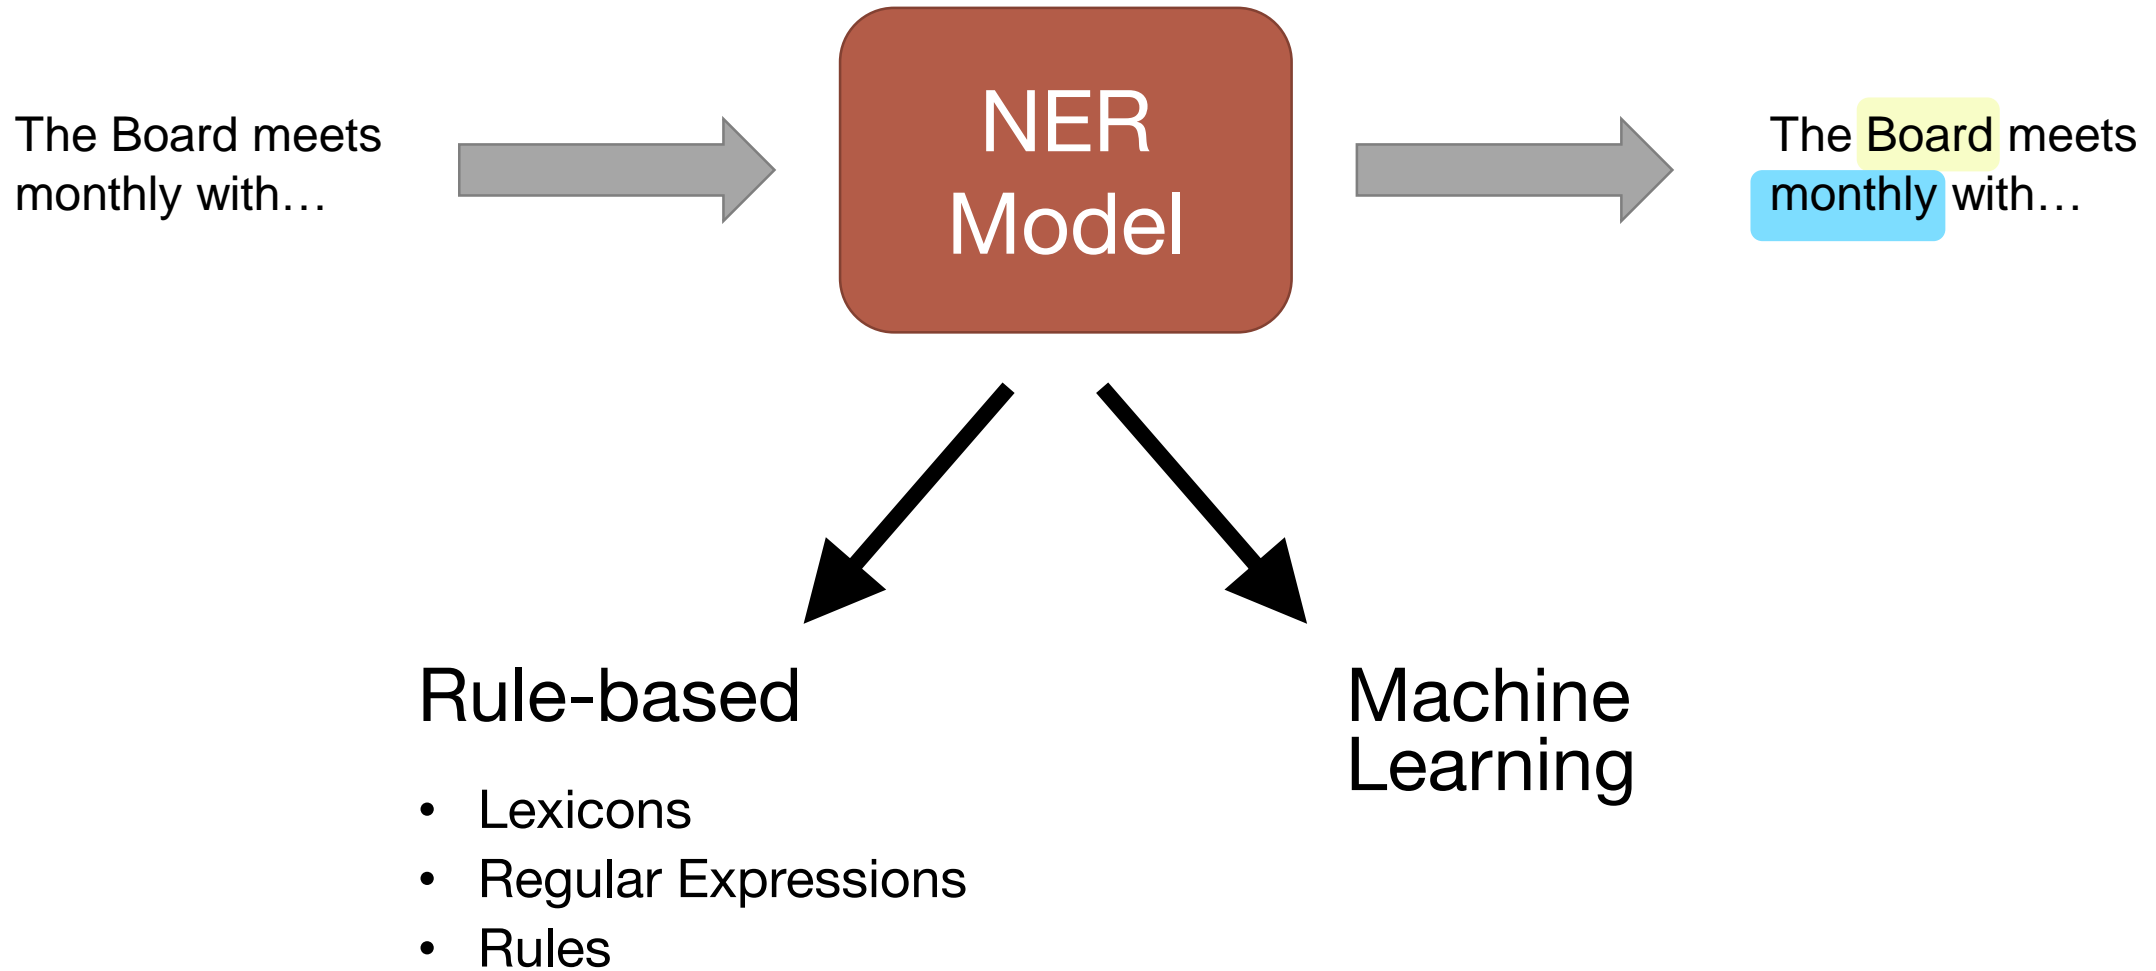 The Board meets
monthly with…
NER
Model
The Board meets
monthly with…
Rule-based
• Lexicons
• Regular Expressions
• Rules
Machine
Learning